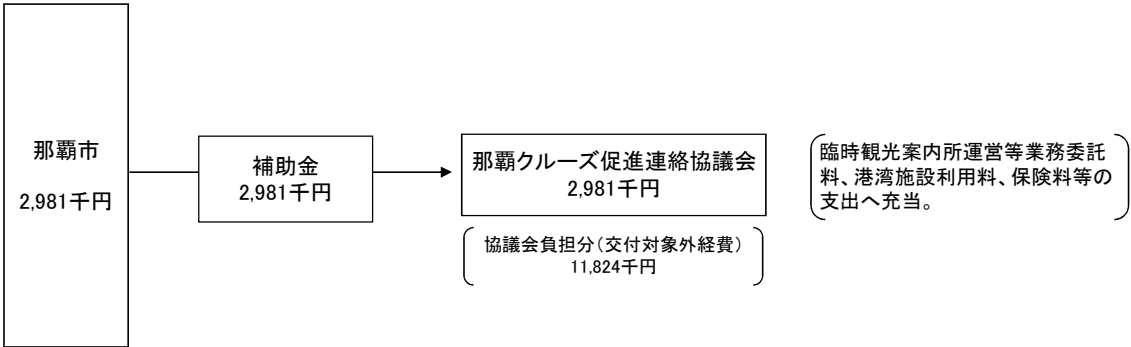 那覇市
2,981千円
補助金
2,981千円
那覇クルーズ促進連絡協議会
2,981千円
協議会負担分(交付対象外経費)
11,824千円
臨時観光案内所運営等業務委託
料、港湾施設利用料、保険料等の
支出へ充当。